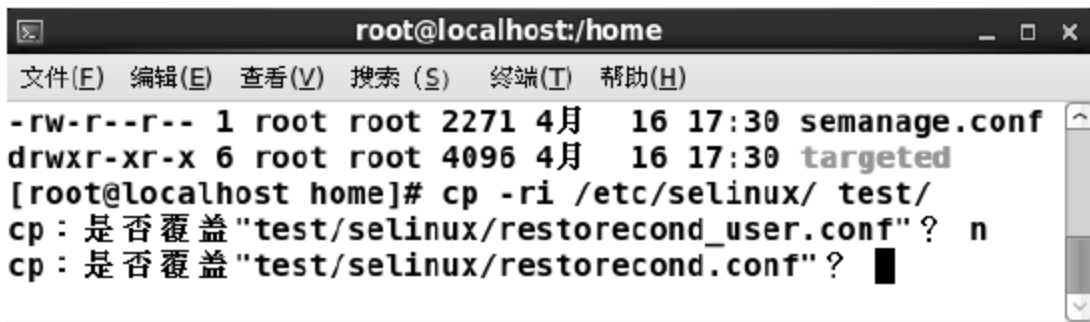 root@localhost:/home
文件(F) 编辑(E) 查看(V) 搜索 (S) 终端(T) 帮助(H)
-rw-r--r-- 1 root root 2271 4月  16 17:30 semanage.conf
drwxr-xr-x 6 root root 4096 4月  16 17:30 targeted
[root@localhost home]# cp -ri /etc/selinux/ test/
cp：是否覆盖"test/selinux/restorecond_user.conf"？ n
cp：是否覆盖"test/selinux/restorecond.conf"？